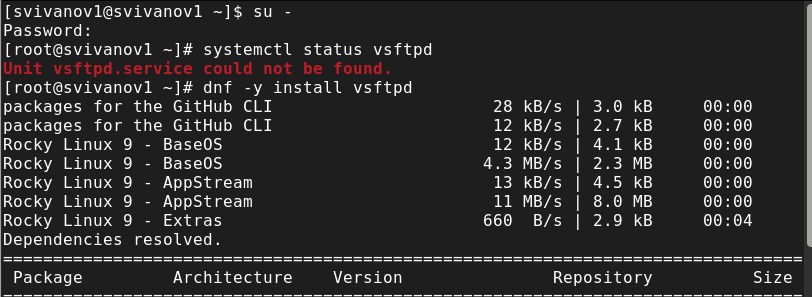 [svivanov1@svivanov1 ~]$ su -
Password:
[root@svivanov1 ~]# systemctl status vsftpd
Unit vsftpd.service could not be found.
[root@svivanov1 ~]# dnf -y install vsftpd
packages for the GitHub CLI                      28 kB/s | 3.0 kB     00:00
packages for the GitHub CLI                      12 kB/s | 2.7 kB     00:00
Rocky Linux 9 - BaseOS                           12 kB/s | 4.1 kB     00:00
Rocky Linux 9 - BaseOS                          4.3 MB/s | 2.3 MB     00:00
Rocky Linux 9 - AppStream                        13 kB/s | 4.5 kB     00:00
Rocky Linux 9 - AppStream                        11 MB/s | 8.0 MB     00:00
Rocky Linux 9 - Extras                          660  B/s | 2.9 kB     00:04
Dependencies resolved.
================================================================================
 Package         Architecture    Version               Repository          Size
================================================================================